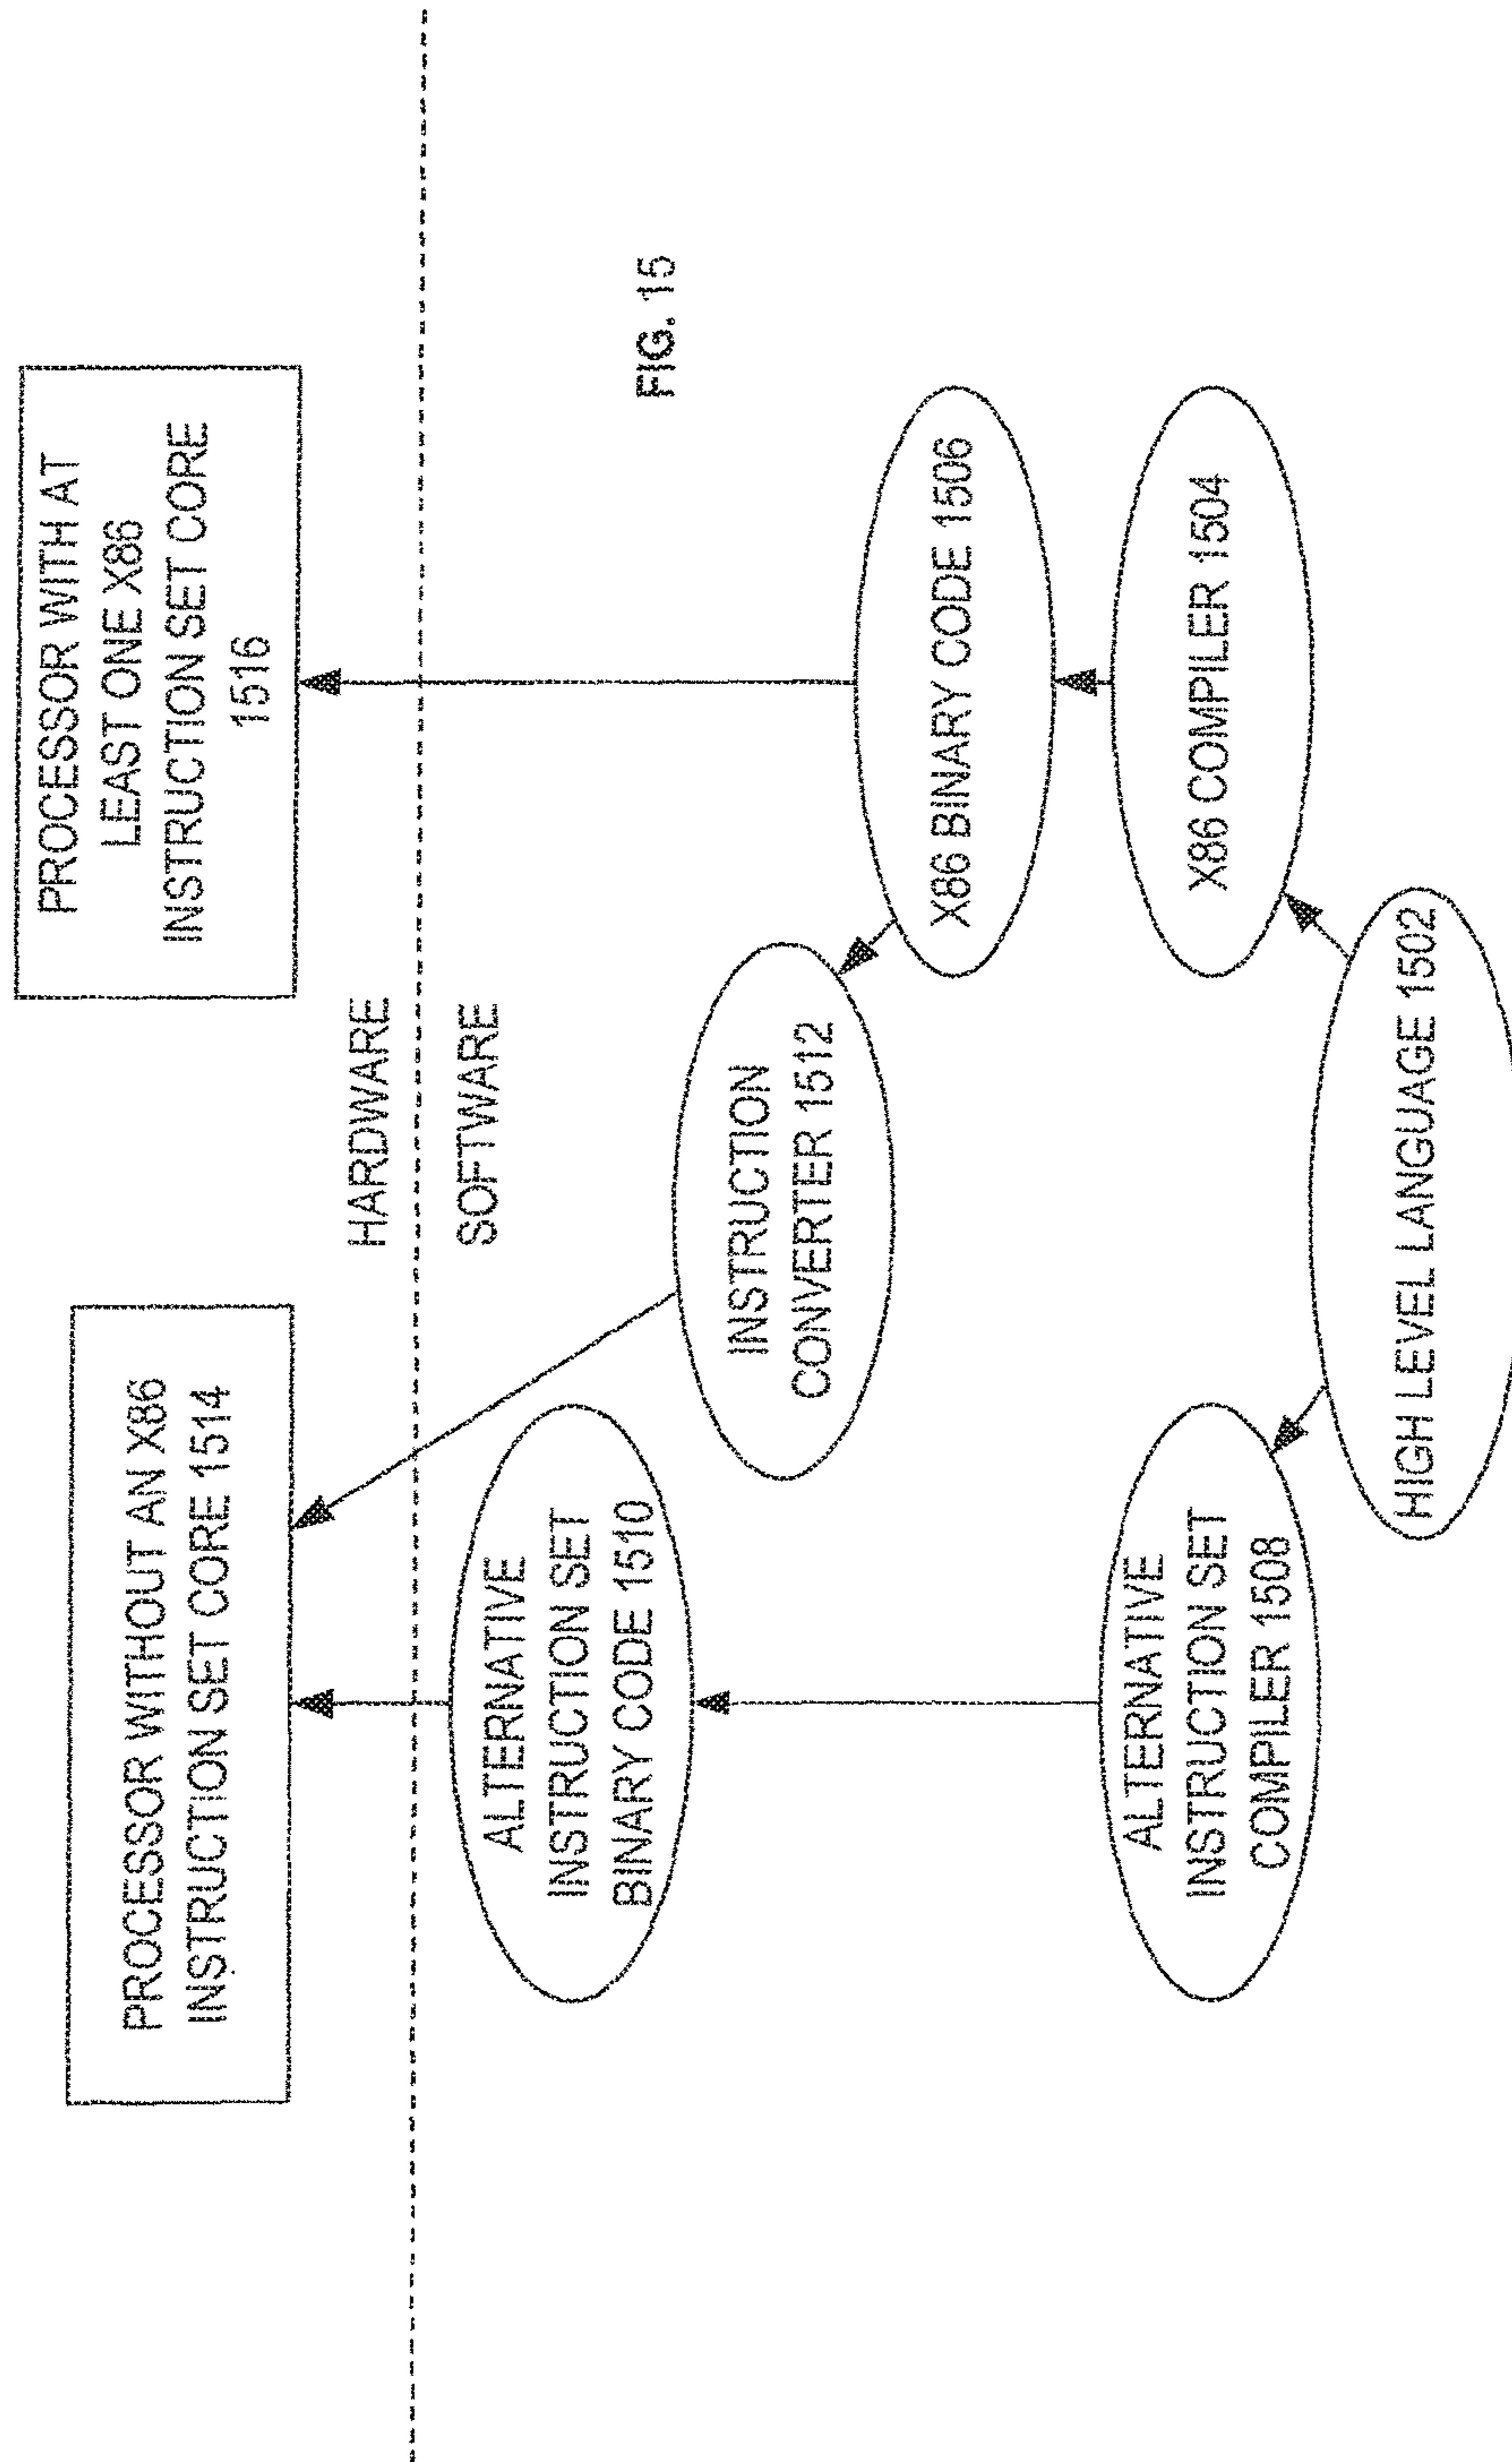 PROCESSOR WITHOUT AN X86
INSTRUCTION SET CORE 1514
PROCESSOR WITH AT
LEAST ONE X86
INSTRUCTION SET CORE
1516
HARDWARE
SOFTWARE
ALTERNATIVE
INSTRUCTION SET
BINARY CODE 1510
INSTRUCTION
CONVERTER 1512
FIG. 15
X86 BINARY CODE 1506
ALTERNATIVE
INSTRUCTION SET
COMPILER 1508
X86 COMPILER 1504
HIGH LEVEL LANGUAGE 1502